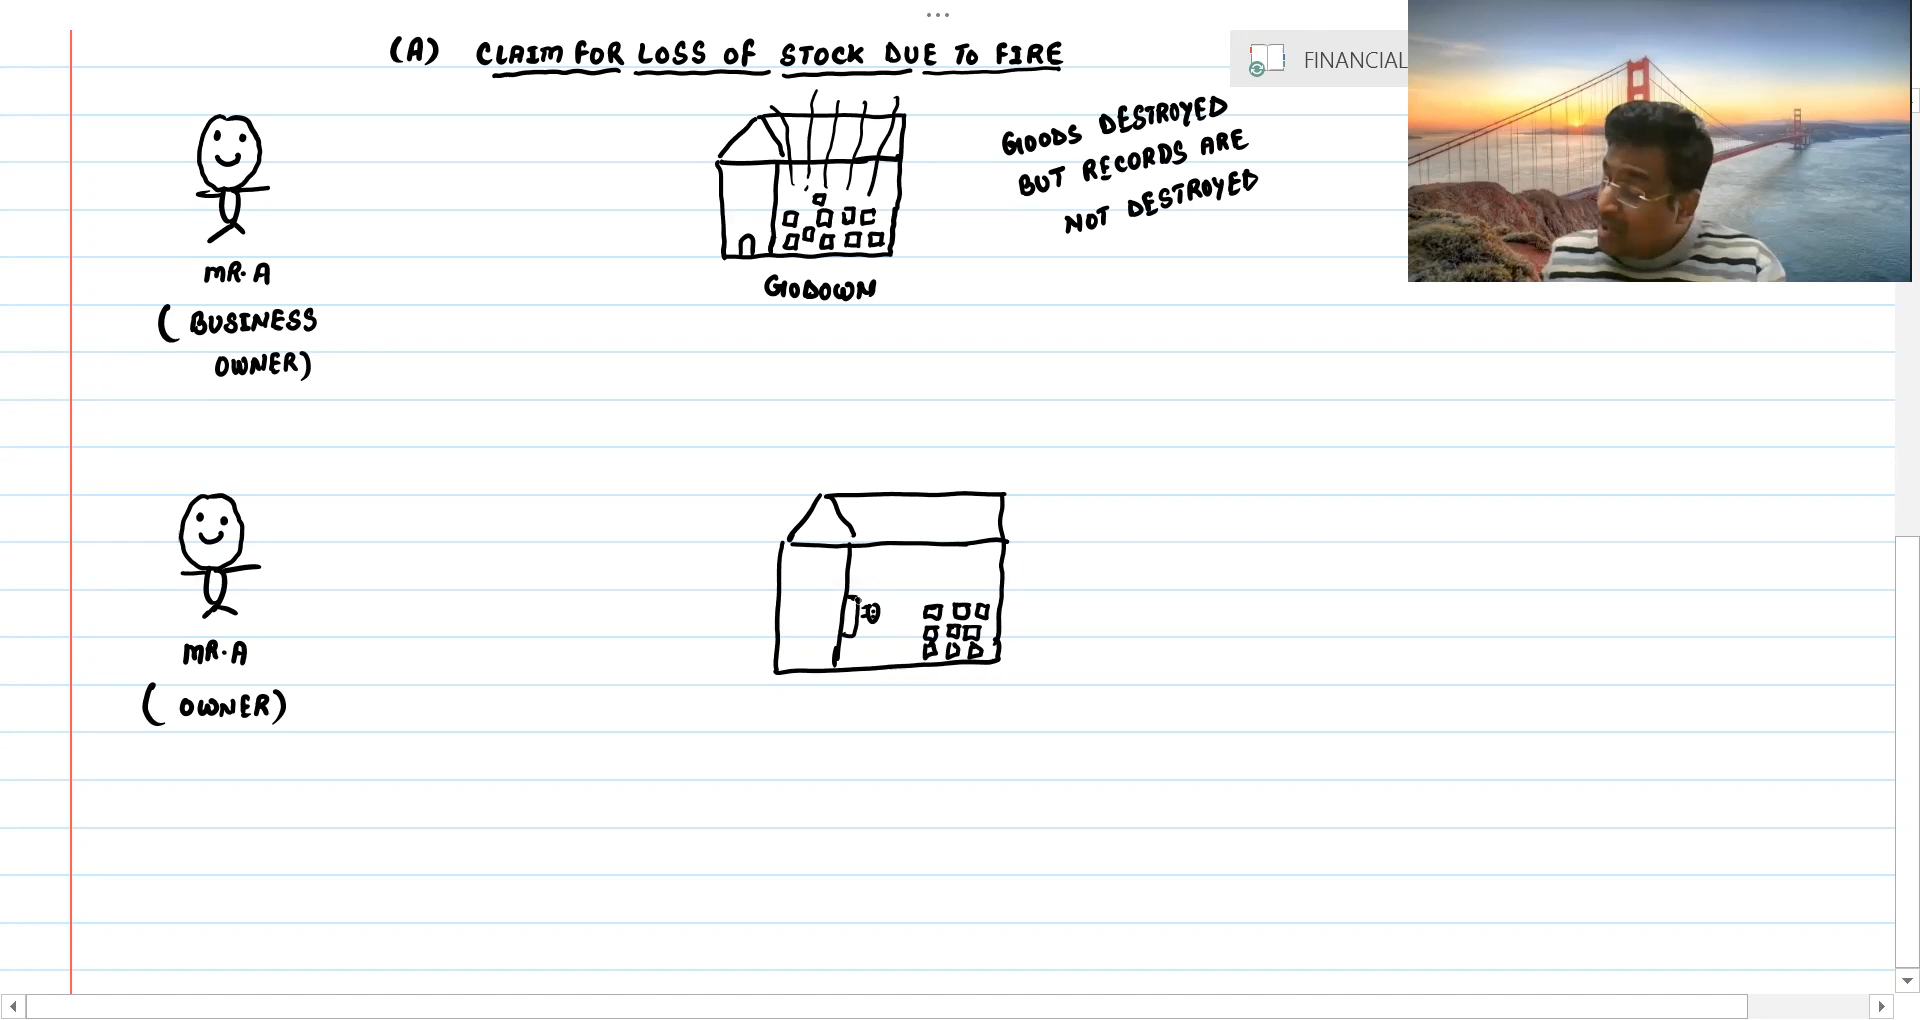 (A) CLAIM FOR LOSS OF STOCK DUE TO FIRE
FINANCIAL
GOODS DESTROYED
BUT RECORDS ARE
NOT DESTROYED
MR. A
(BUSINESS
OWNER)
GODOWN
MR. A
(OWNER)